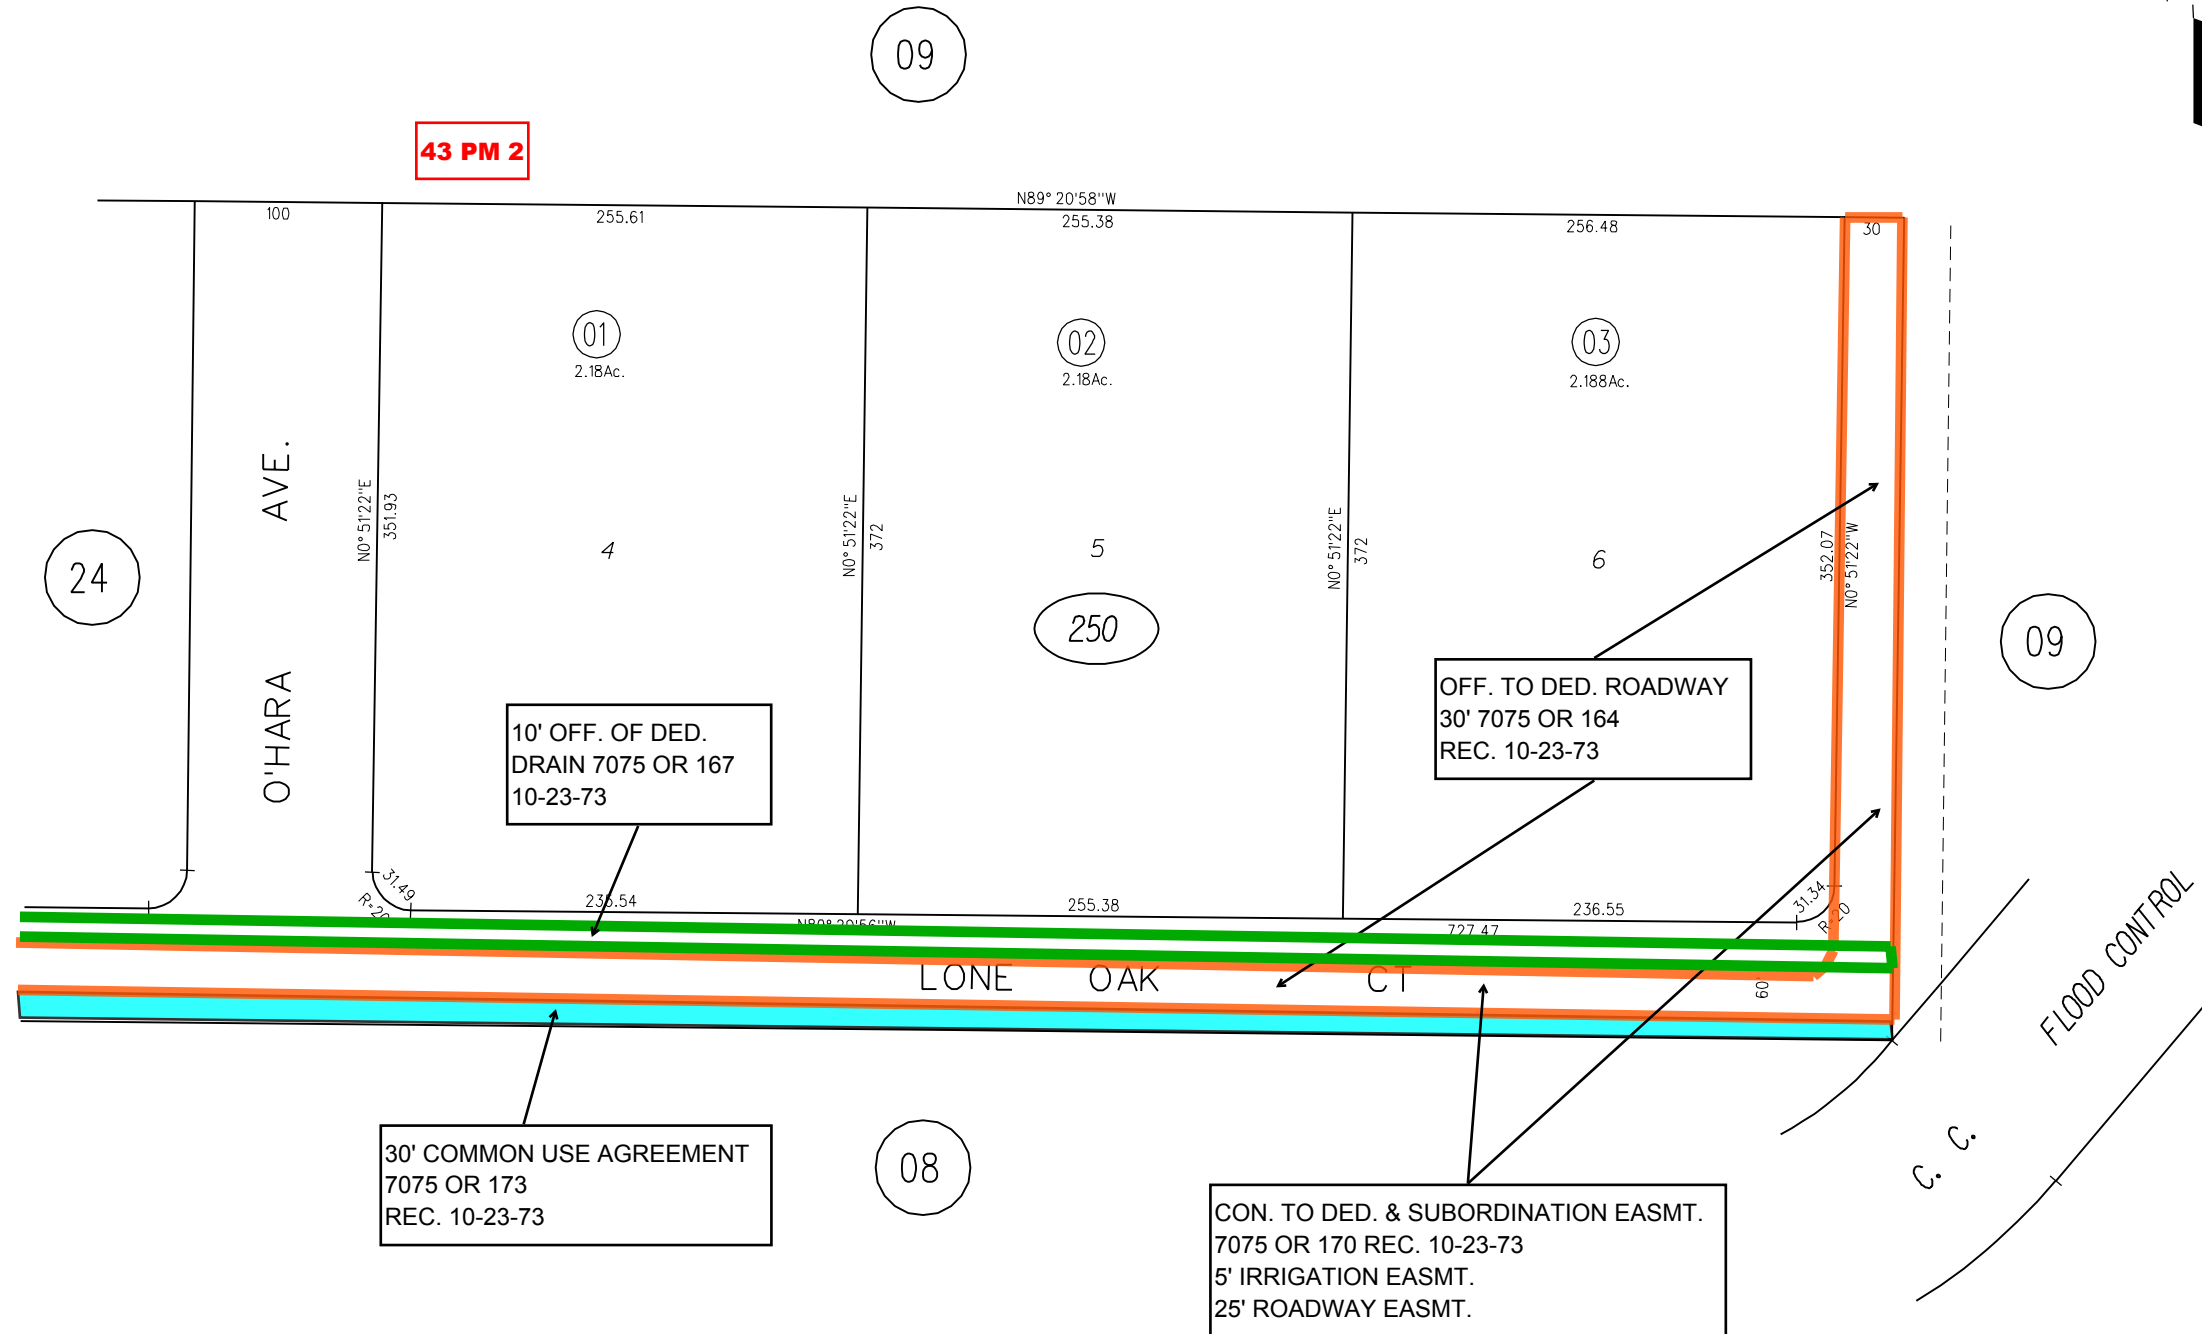 09
43 PM 2
N89° 20'58"W
100
255.61
255.38
256.48
30
01
2.18Ac.
02
2.18Ac.
03
2.188Ac.
O'HARA AVE.
N0° 51'22"E
351.93
N0° 51'22"E
372
N0° 51'22"E
372
352.07
N0° 51'22"W
4
5
6
24
250
09
OFF. TO DED. ROADWAY
30' 7075 OR 164
REC. 10-23-73
10' OFF. OF DED.
DRAIN 7075 OR 167
10-23-73
31.49
R=20
255.38
236.55
31.34
R=20
727.47
LONE OAK CT
60'
FLOOD CONTROL
C. C.
30' COMMON USE AGREEMENT
7075 OR 173
REC. 10-23-73
08
CON. TO DED. & SUBORDINATION EASMT.
7075 OR 170 REC. 10-23-73
5' IRRIGATION EASMT.
25' ROADWAY EASMT.